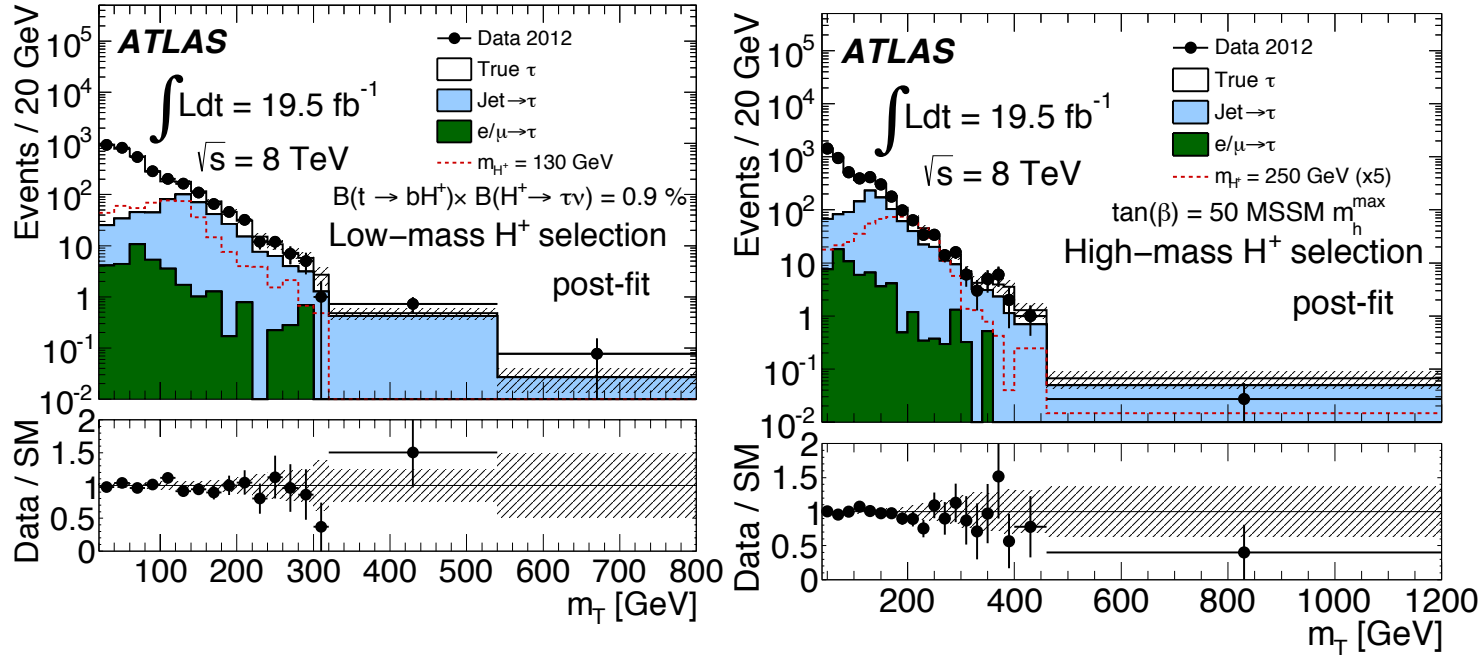 ATLAS
∫Ldt = 19.5 fb⁻¹
√s = 8 TeV
Data 2012
True τ
Jet→τ
e/μ→τ
m_H⁺ = 130 GeV
B(t → bH⁺)× B(H⁺→ τν) = 0.9 %
Low−mass H⁺ selection
post-fit
Events / 20 GeV
10⁵
10⁴
10³
10²
10
1
10⁻¹
10⁻²
Data / SM
2
1.5
1
0.5
0
100 200 300 400 500 600 700 800
m_T [GeV]
ATLAS
∫Ldt = 19.5 fb⁻¹
√s = 8 TeV
Data 2012
True τ
Jet→τ
e/μ→τ
m_H⁺ = 250 GeV (x5)
tan(β) = 50 MSSM m_h^max
High−mass H⁺ selection
post-fit
Events / 20 GeV
10⁵
10⁴
10³
10²
10
1
10⁻¹
10⁻²
Data / SM
2
1.5
1
0.5
0
200 400 600 800 1000 1200
m_T [GeV]